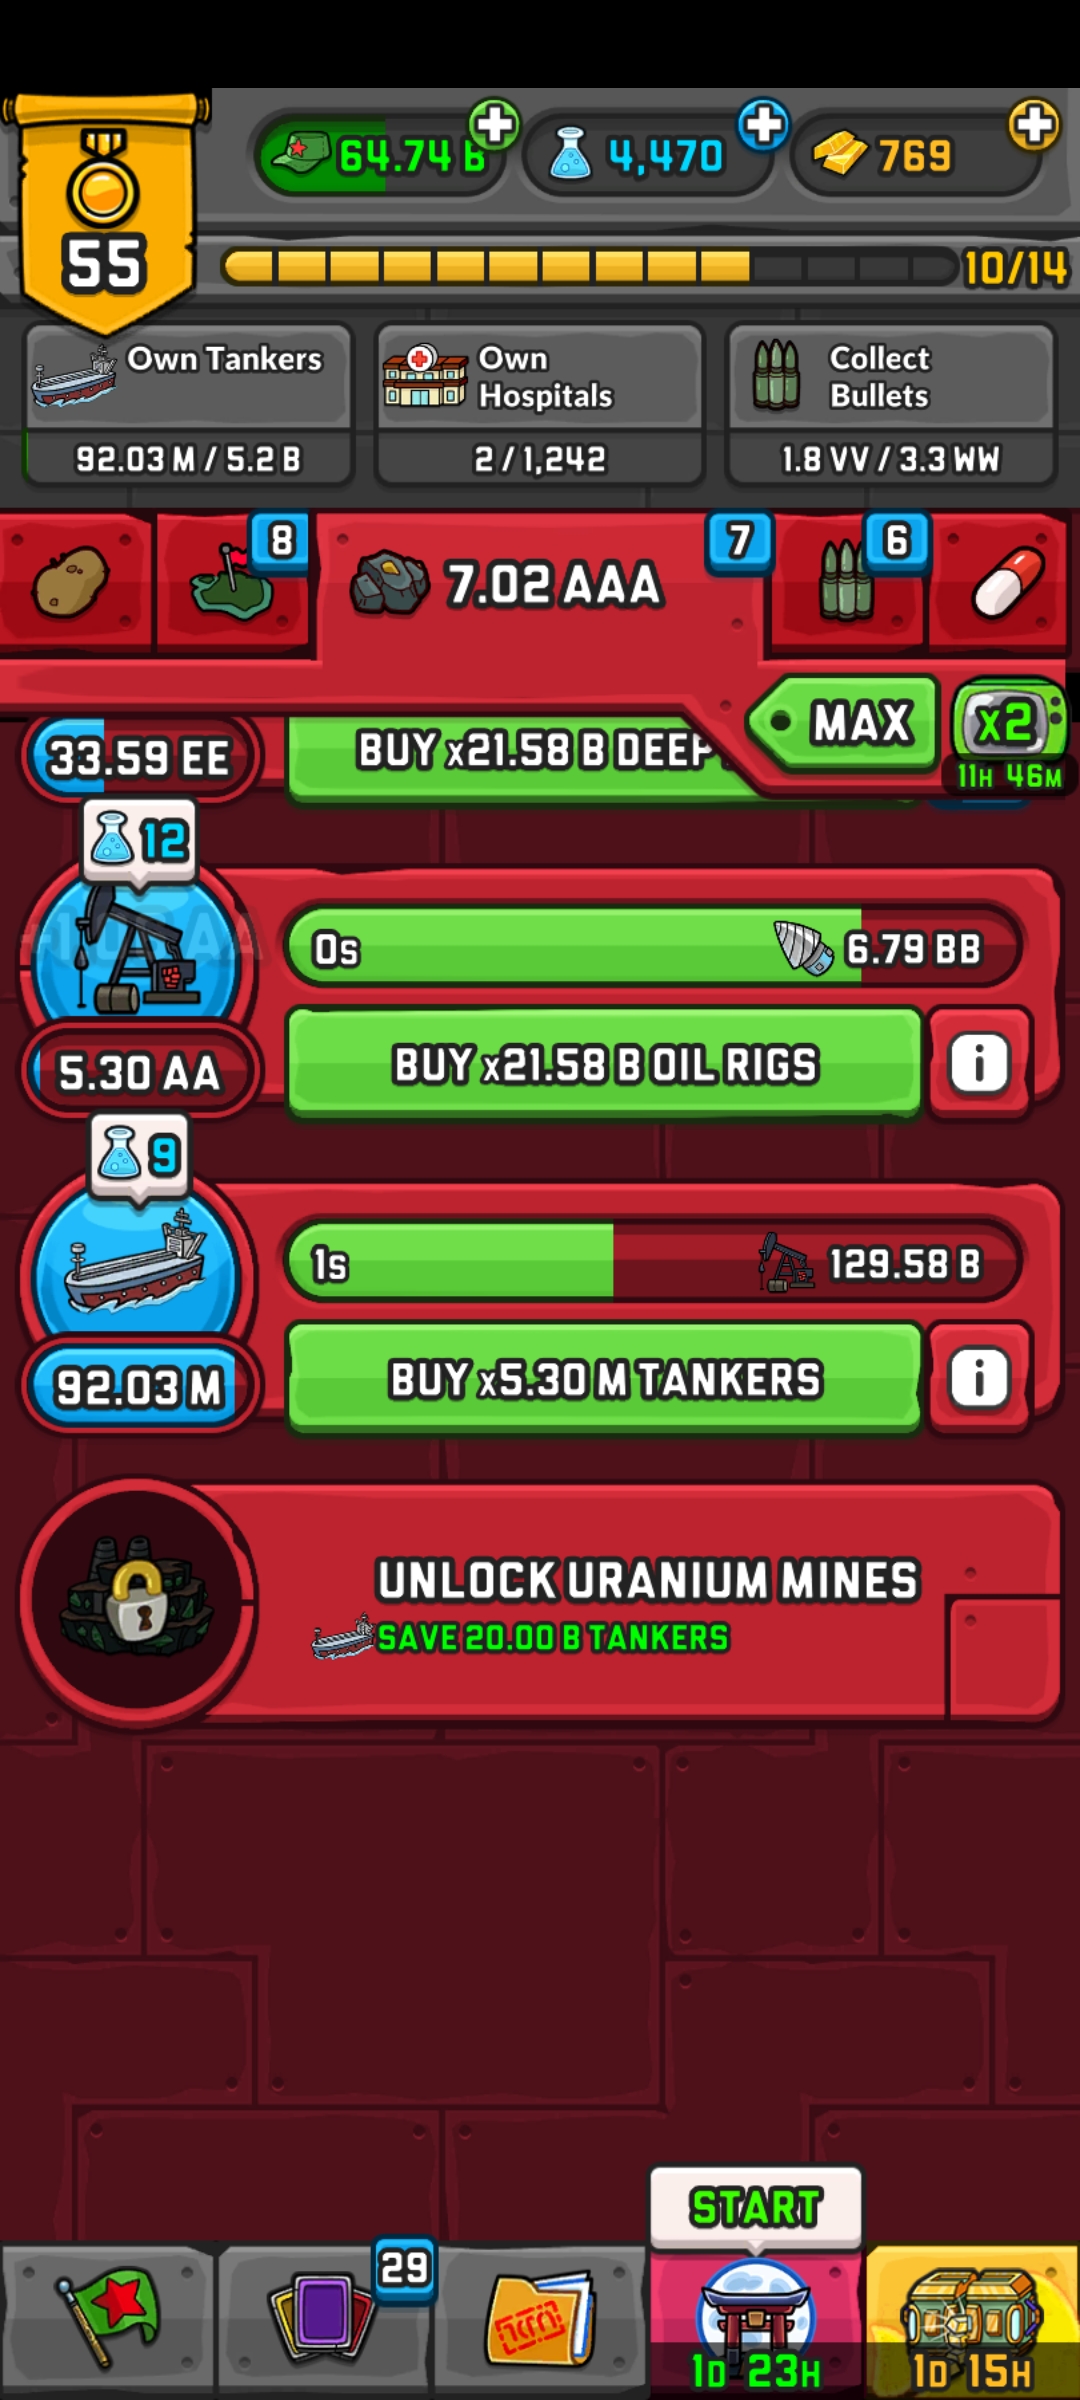 55
64.74 B
4,470
769
10/14
Own Tankers
92.03 M / 5.2 B
Own
Hospitals
2 / 1,242
Collect
Bullets
1.8 VV / 3.3 WW
8
7.02 AAA
7
6
MAX
x2
11H 46M
33.59 EE
BUY x21.58 B DEEP
12
0s
6.79 BB
5.30 AA
BUY x21.58 B OIL RIGS
i
9
1s
129.58 B
92.03 M
BUY x5.30 M TANKERS
i
UNLOCK URANIUM MINES
SAVE 20.00 B TANKERS
START
29
1D 23H
1D 15H